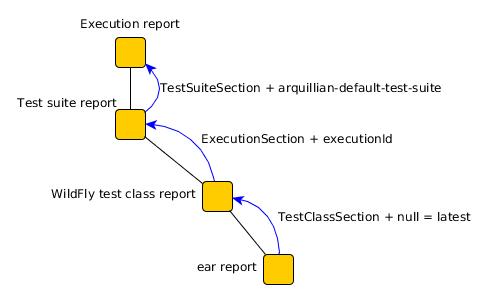 Execution report
TestSuiteSection + arquillian-default-test-suite
Test suite report
ExecutionSection + executionId
WildFly test class report
TestClassSection + null = latest
ear report